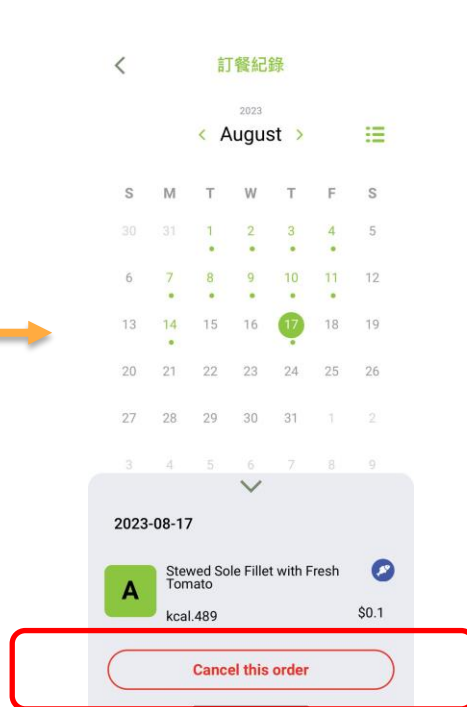 訂餐紀錄
2023
August
S M T W T F S
30 31 1 2 3 4 5
6 7 8 9 10 11 12
13 14 15 16 17 18 19
20 21 22 23 24 25 26
27 28 29 30 31 1 2
3 4 5 6 7 8 9
2023-08-17
A
Stewed Sole Fillet with Fresh
Tomato
kcal.489 $0.1
Cancel this order